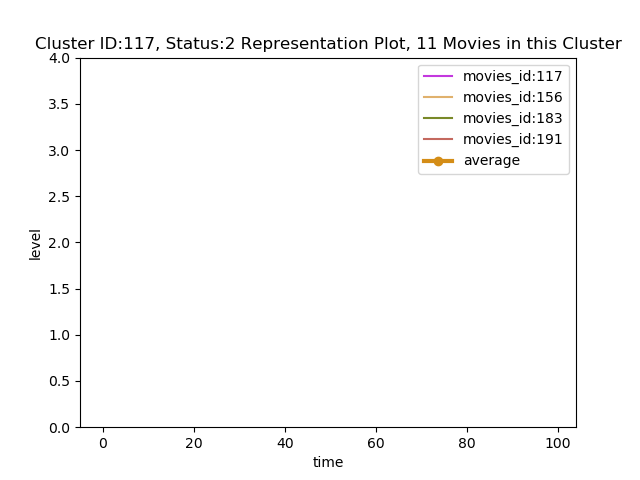 Cluster ID:117, Status:2 Representation Plot, 11 Movies in this Cluster
movies_id:117
movies_id:156
movies_id:183
movies_id:191
average
4.0
3.5
3.0
2.5
2.0
1.5
1.0
0.5
0.0
level
0 20 40 60 80 100
time